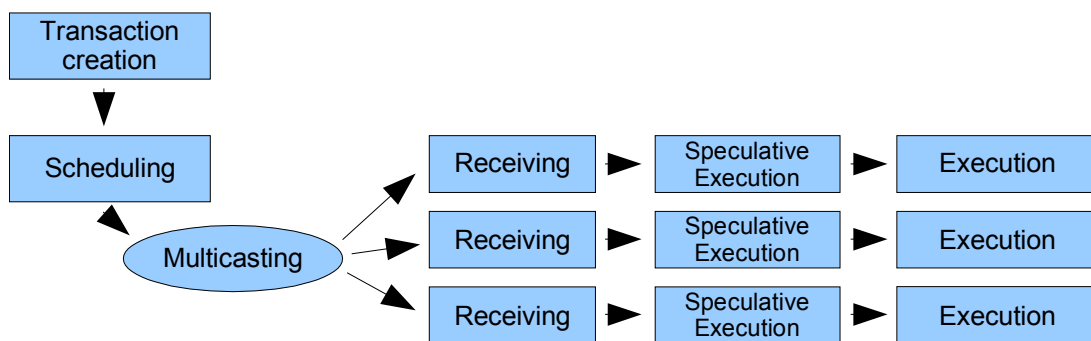 Transaction
creation
Scheduling
Multicasting
Receiving
Speculative
Execution
Execution
Receiving
Speculative
Execution
Execution
Receiving
Speculative
Execution
Execution